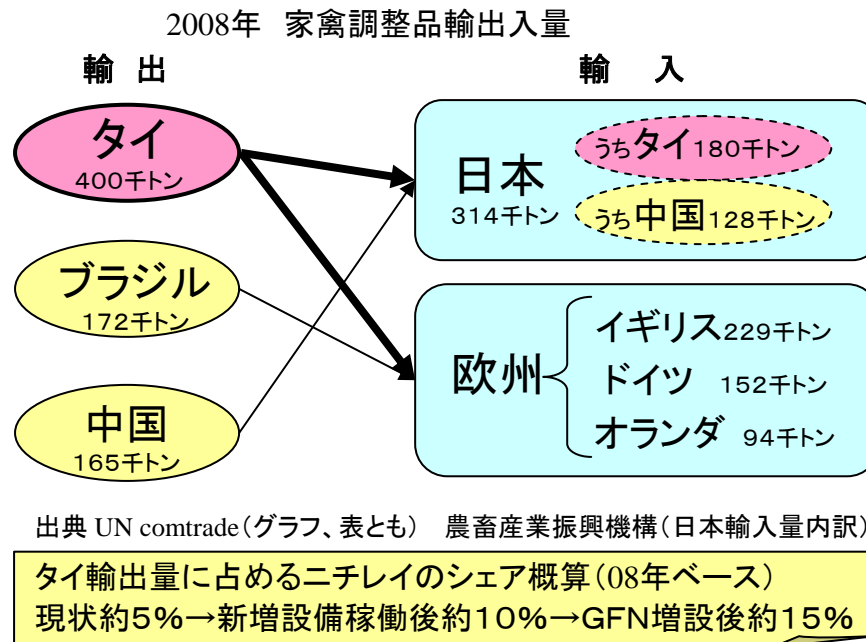 2008年 家禽調整品輸出入量
輸 出
輸 入
タイ
400千トン
ブラジル
172千トン
中国
165千トン
日本
314千トン
うちタイ180千トン
うち中国128千トン
欧州
イギリス229千トン
ドイツ 152千トン
オランダ 94千トン
出典 UN comtrade(グラフ、表とも) 農畜産業振興機構(日本輸入量内訳)
タイ輸出量に占めるニチレイのシェア概算(08年ベース)
現状約5%→新増設備稼働後約10%→GFN増設後約15%